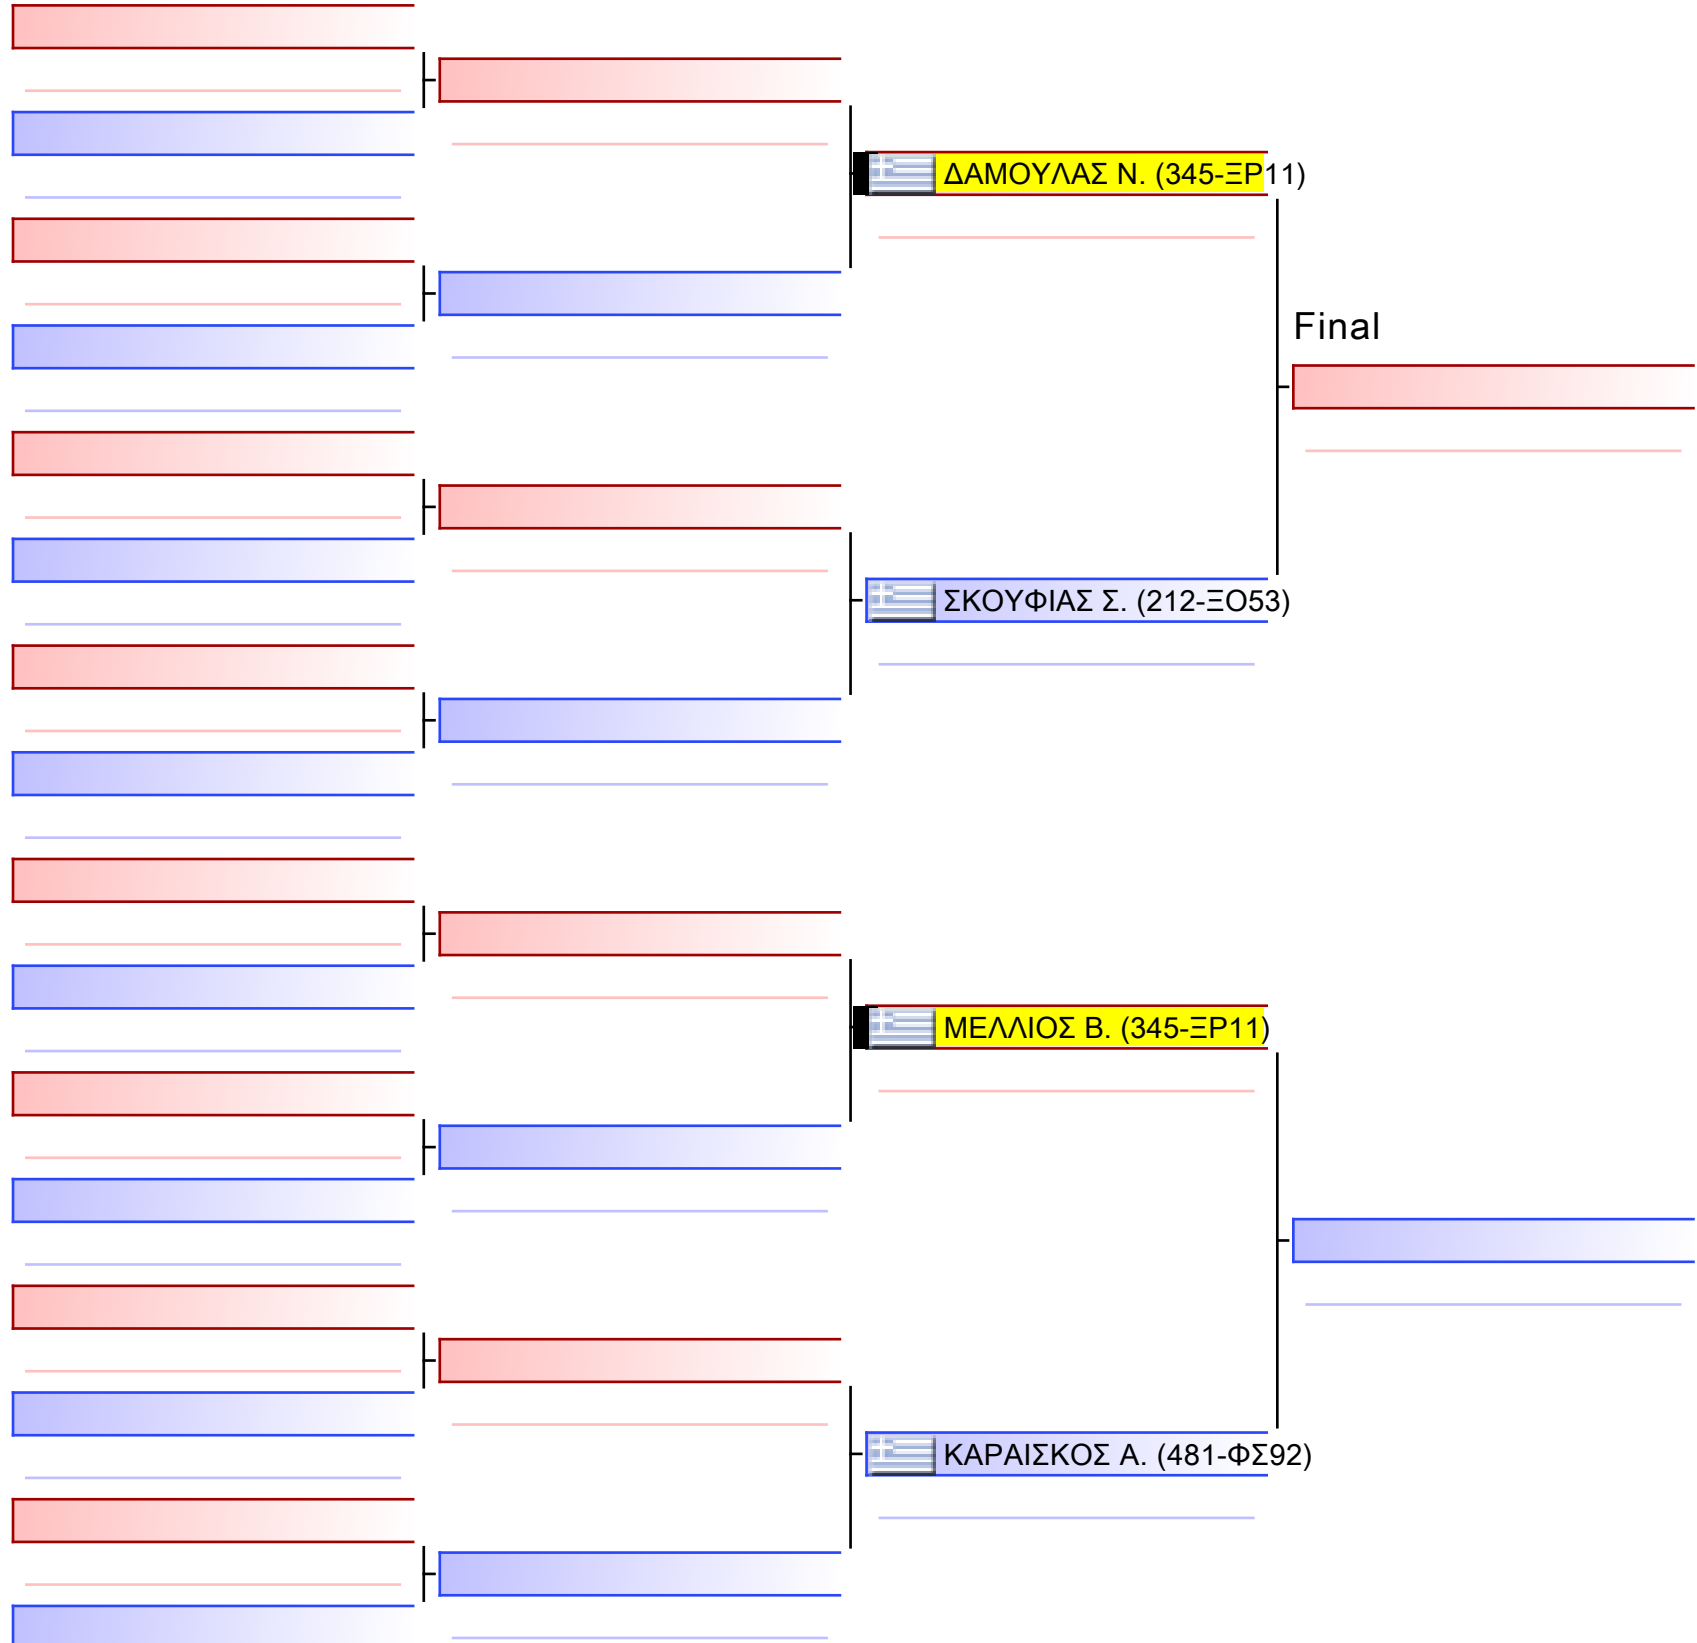 ΔΑΜΟΥΛΑΣ Ν. (345-ΞΡ11)
Final
ΣΚΟΥΦΙΑΣ Σ. (212-ΞΟ53)
ΜΕΛΛΙΟΣ Β. (345-ΞΡ11)
ΚΑΡΑΙΣΚΟΣ Α. (481-ΦΣ92)